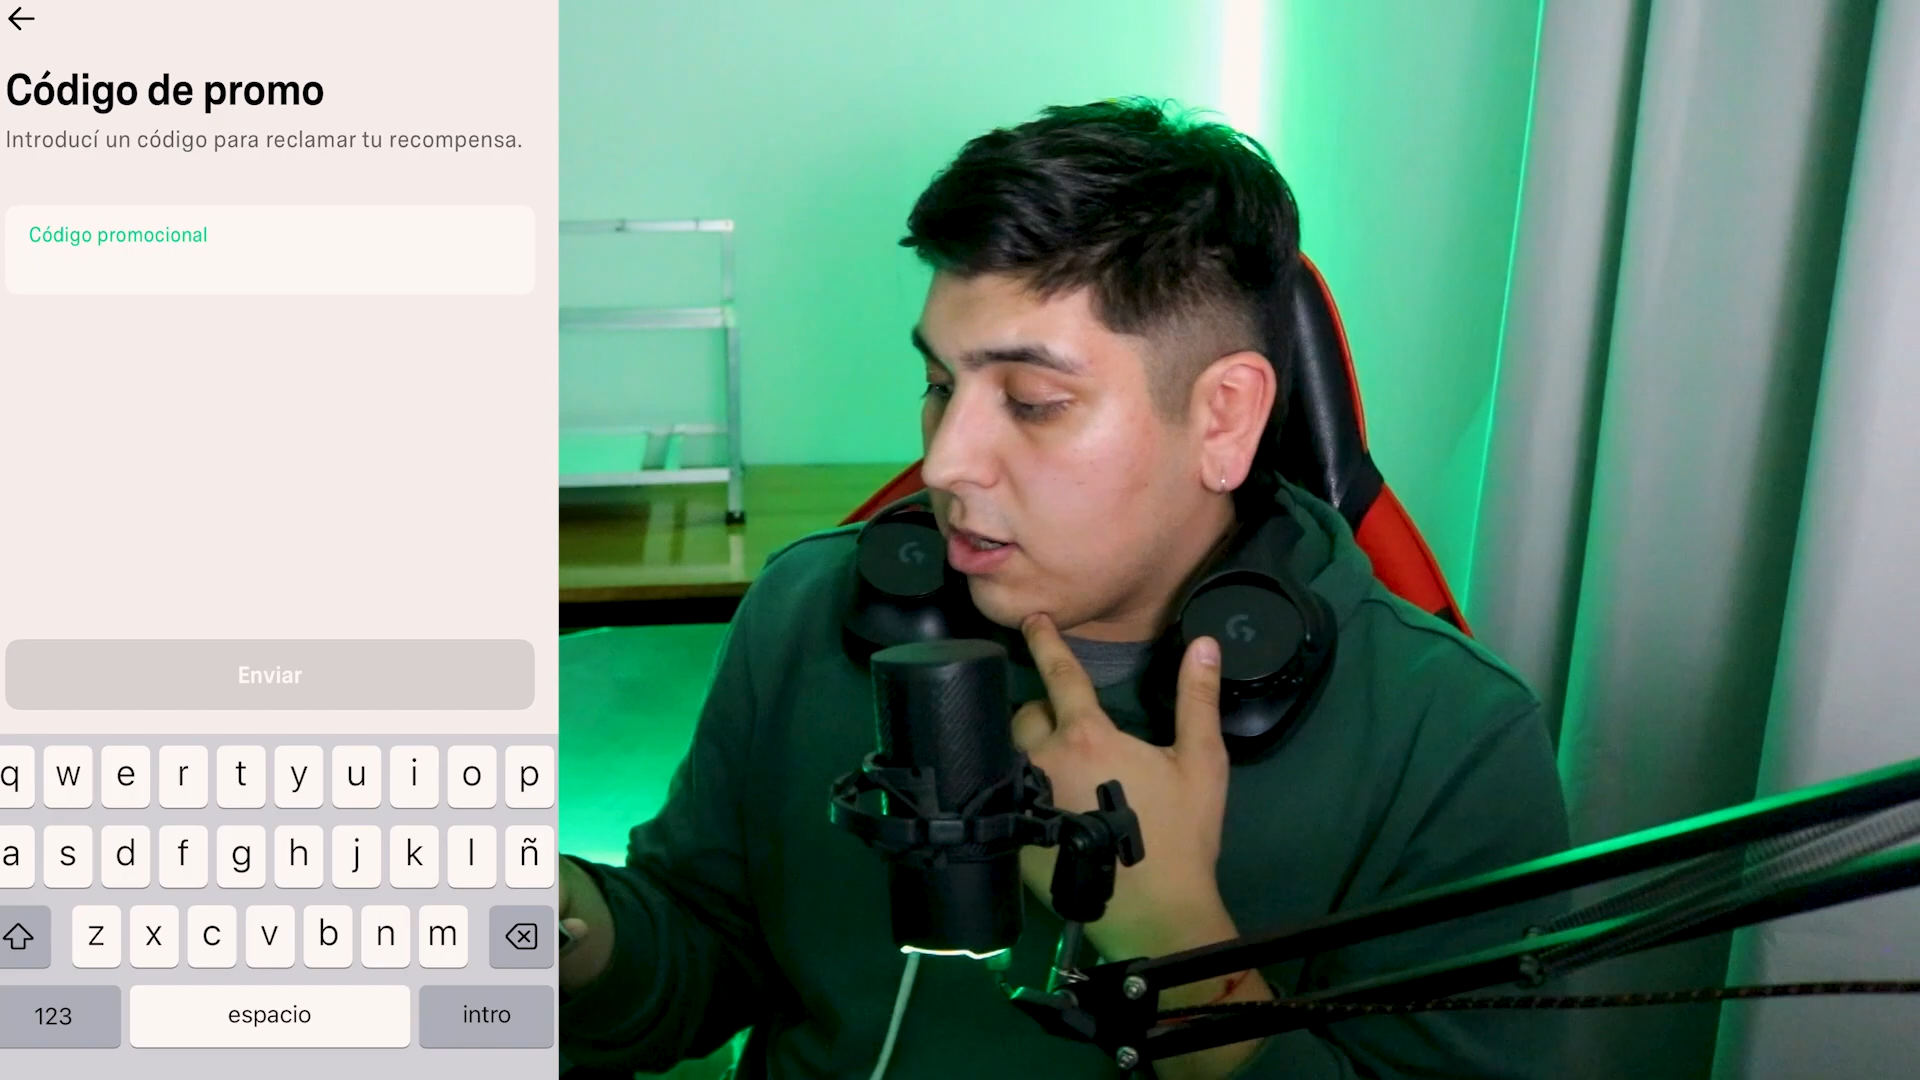 Código de promo
Introducí un código para reclamar tu recompensa.
Código promocional
Enviar
q w e r t y u i o p
a s d f g h j k l ñ
z x c v b n m
123 espacio intro